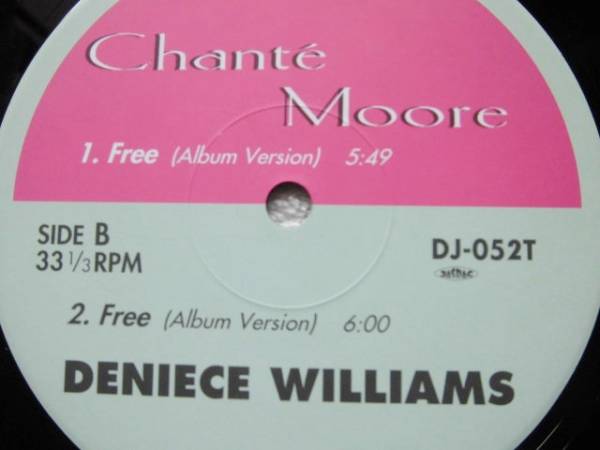 Chanté
Moore
1. Free (Album Version) 5:49
SIDE B
33 1/3 RPM
DJ-052T
2. Free (Album Version) 6:00
DENIECE WILLIAMS